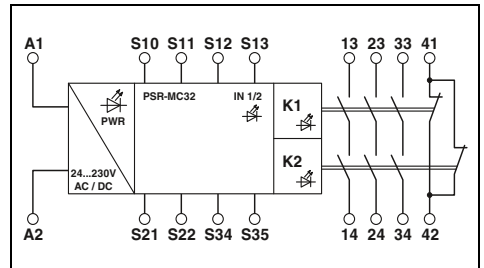 A1 S10 S11 S12 S13 13 23 33 41
PSR-MC32 IN 1/2
PWR
K1
K2
24...230V
AC / DC
A2 S21 S22 S34 S35 14 24 34 42